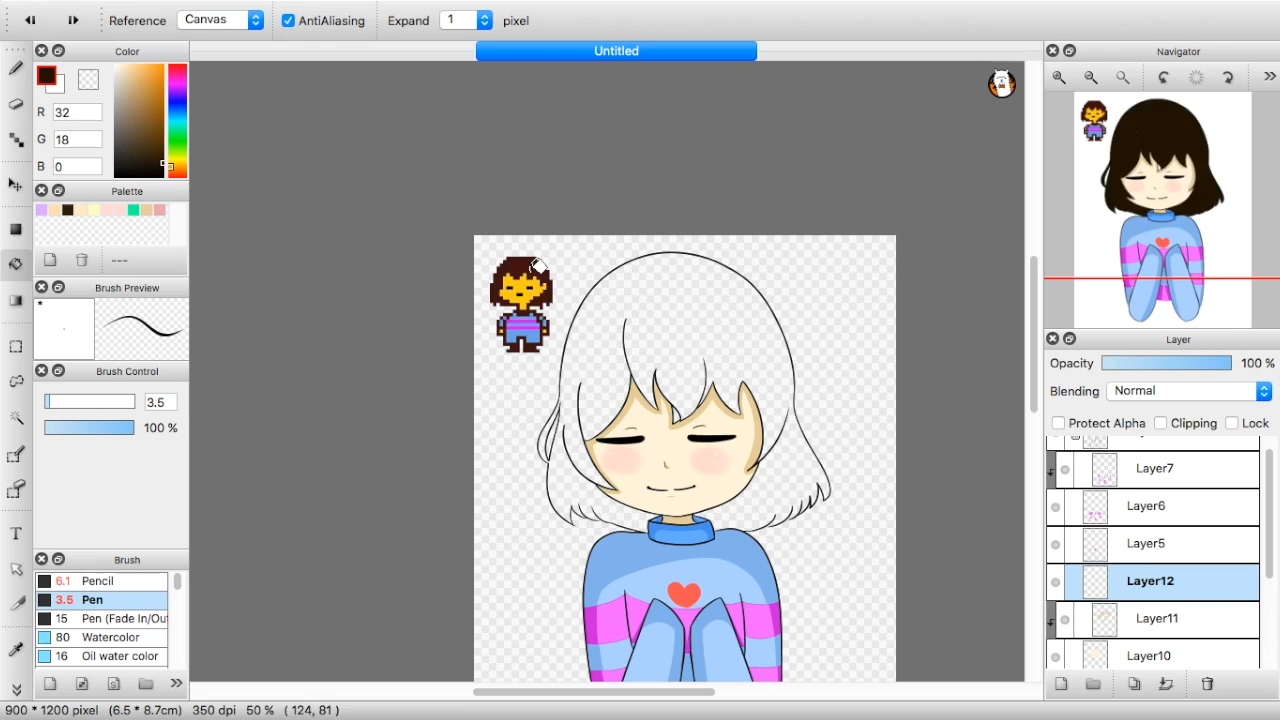 Reference Canvas AntiAliasing Expand 1 pixel
Untitled
Color
R 32
G 18
B 0
Palette
---
Brush Preview
*
Brush Control
3.5
100 %
Brush
6.1 Pencil
3.5 Pen
15 Pen (Fade In/Ou
80 Watercolor
16 Oil water color
Navigator
Layer
Opacity 100 %
Blending Normal
Protect Alpha Clipping Lock
Layer7
Layer6
Layer5
Layer12
Layer11
Layer10
900 * 1200 pixel (6.5 * 8.7cm) 350 dpi 50 % ( 124, 81 )